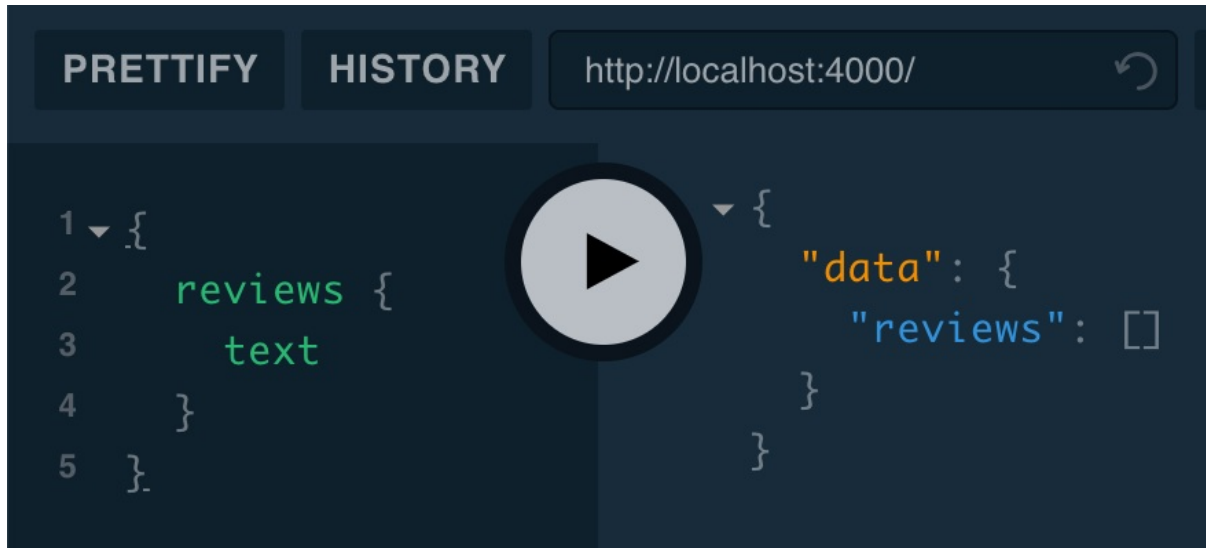 PRETTIFY HISTORY http://localhost:4000/
1 {
2 reviews {
3 text
4 }
5 }
{
"data": {
"reviews": []
}
}